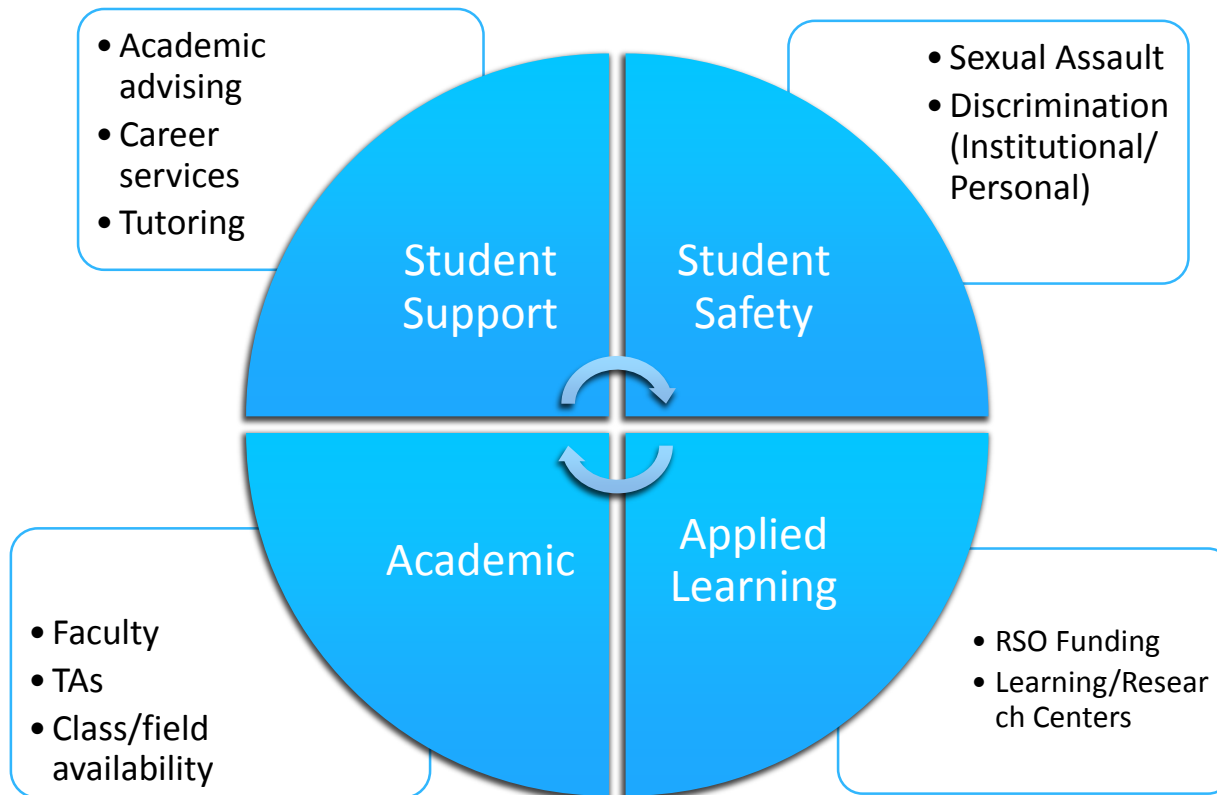 • Academic
advising
• Career
services
• Tutoring
• Sexual Assault
• Discrimination
(Institutional/
Personal)
Student
Support
Student
Safety
Academic
Applied
Learning
• Faculty
• TAs
• Class/field
availability
• RSO Funding
• Learning/Resear
ch Centers